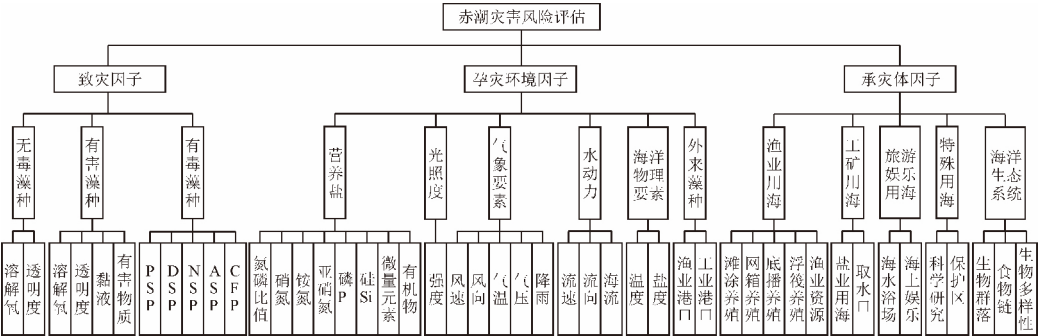 赤潮灾害风险评估
致灾因子
孕灾环境因子
承灾体因子
无毒藻种
有害藻种
有毒藻种
营养盐
光照度
气象要素
水动力
海洋物理要素
外来藻种
渔业用海
工矿用海
旅游娱乐用海
特殊用海
海洋生态系统
溶解氧
透明度
溶解氧
透明度
黏液
有害物质
PSP
DSP
NSP
ASP
CFP
氮磷比值
硝氮
铵氮
亚硝氮
磷P
硅Si
微量元素
有机物
强度
风速
风向
气温
气压
降雨
流速
流向
海流
温度
盐度
渔业港口
工业港口
滩涂养殖
网箱养殖
底播养殖
浮筏养殖
渔业资源
盐业用海
取水口
海水浴场
海上娱乐
科学研究
保护区
生物群落
食物链
生物多样性